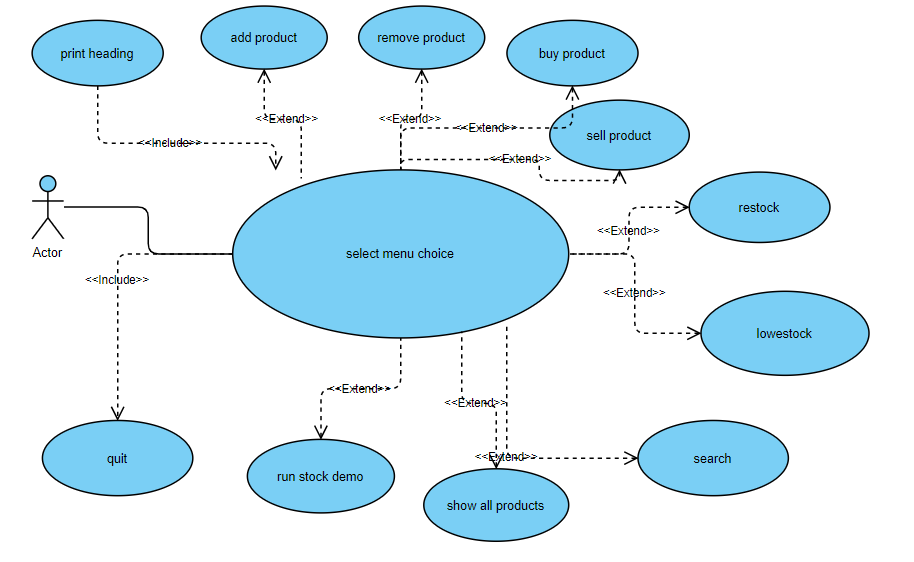 print heading
add product
remove product
buy product
<<Extend>>
<<Extend>>
<<Extend>>
sell product
<<Include>>
<<Extend>>
restock
<<Extend>>
Actor
select menu choice
<<Include>>
<<Extend>>
lowestock
<<Extend>>
<<Extend>>
<<Extend>>
quit
search
run stock demo
show all products